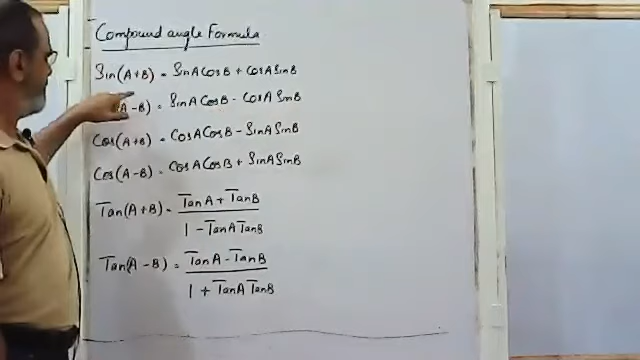 Compound angle Formula
Sin(A+B) = SinA CosB + CosA SinB
(A-B) = SinA CosB - CosA SinB
Cos(A+B) = CosA CosB - SinA SinB
Cos(A-B) = CosA CosB + SinA SinB
Tan(A+B) = TanA + TanB
1 - TanA TanB
Tan(A-B) = TanA - TanB
1 + TanA TanB